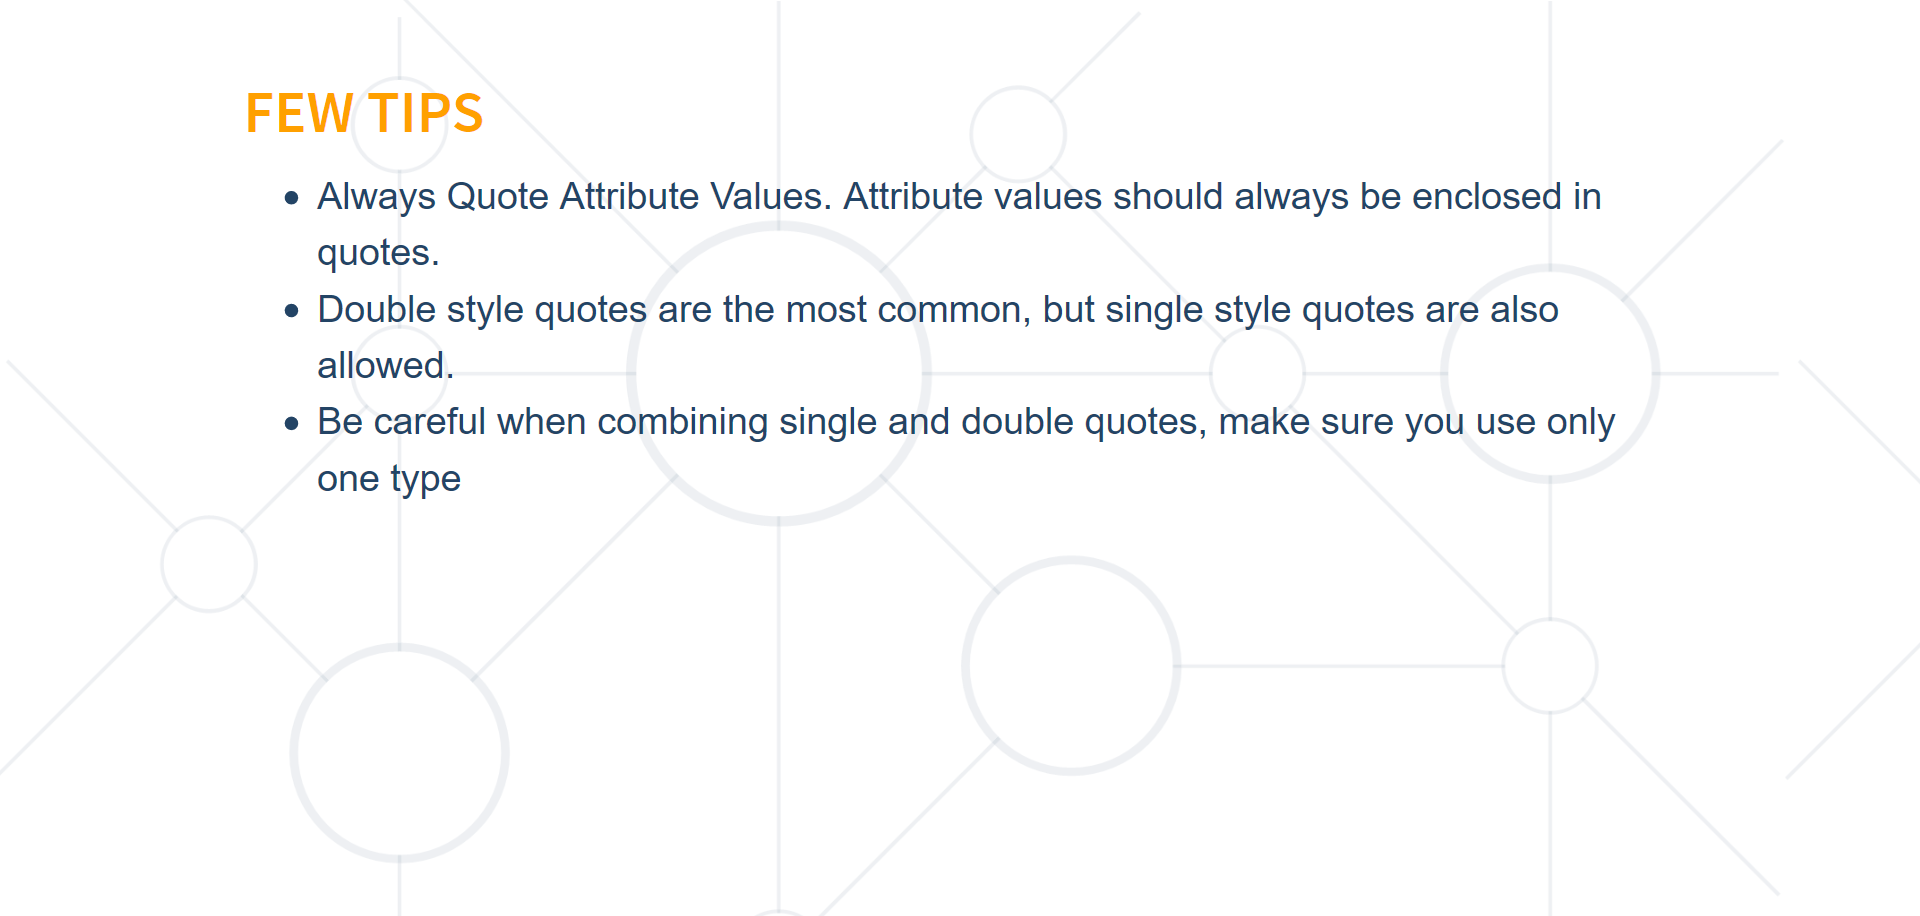 FEW TIPS
Always Quote Attribute Values. Attribute values should always be enclosed in
quotes.
Double style quotes are the most common, but single style quotes are also
allowed.
Be careful when combining single and double quotes, make sure you use only
one type